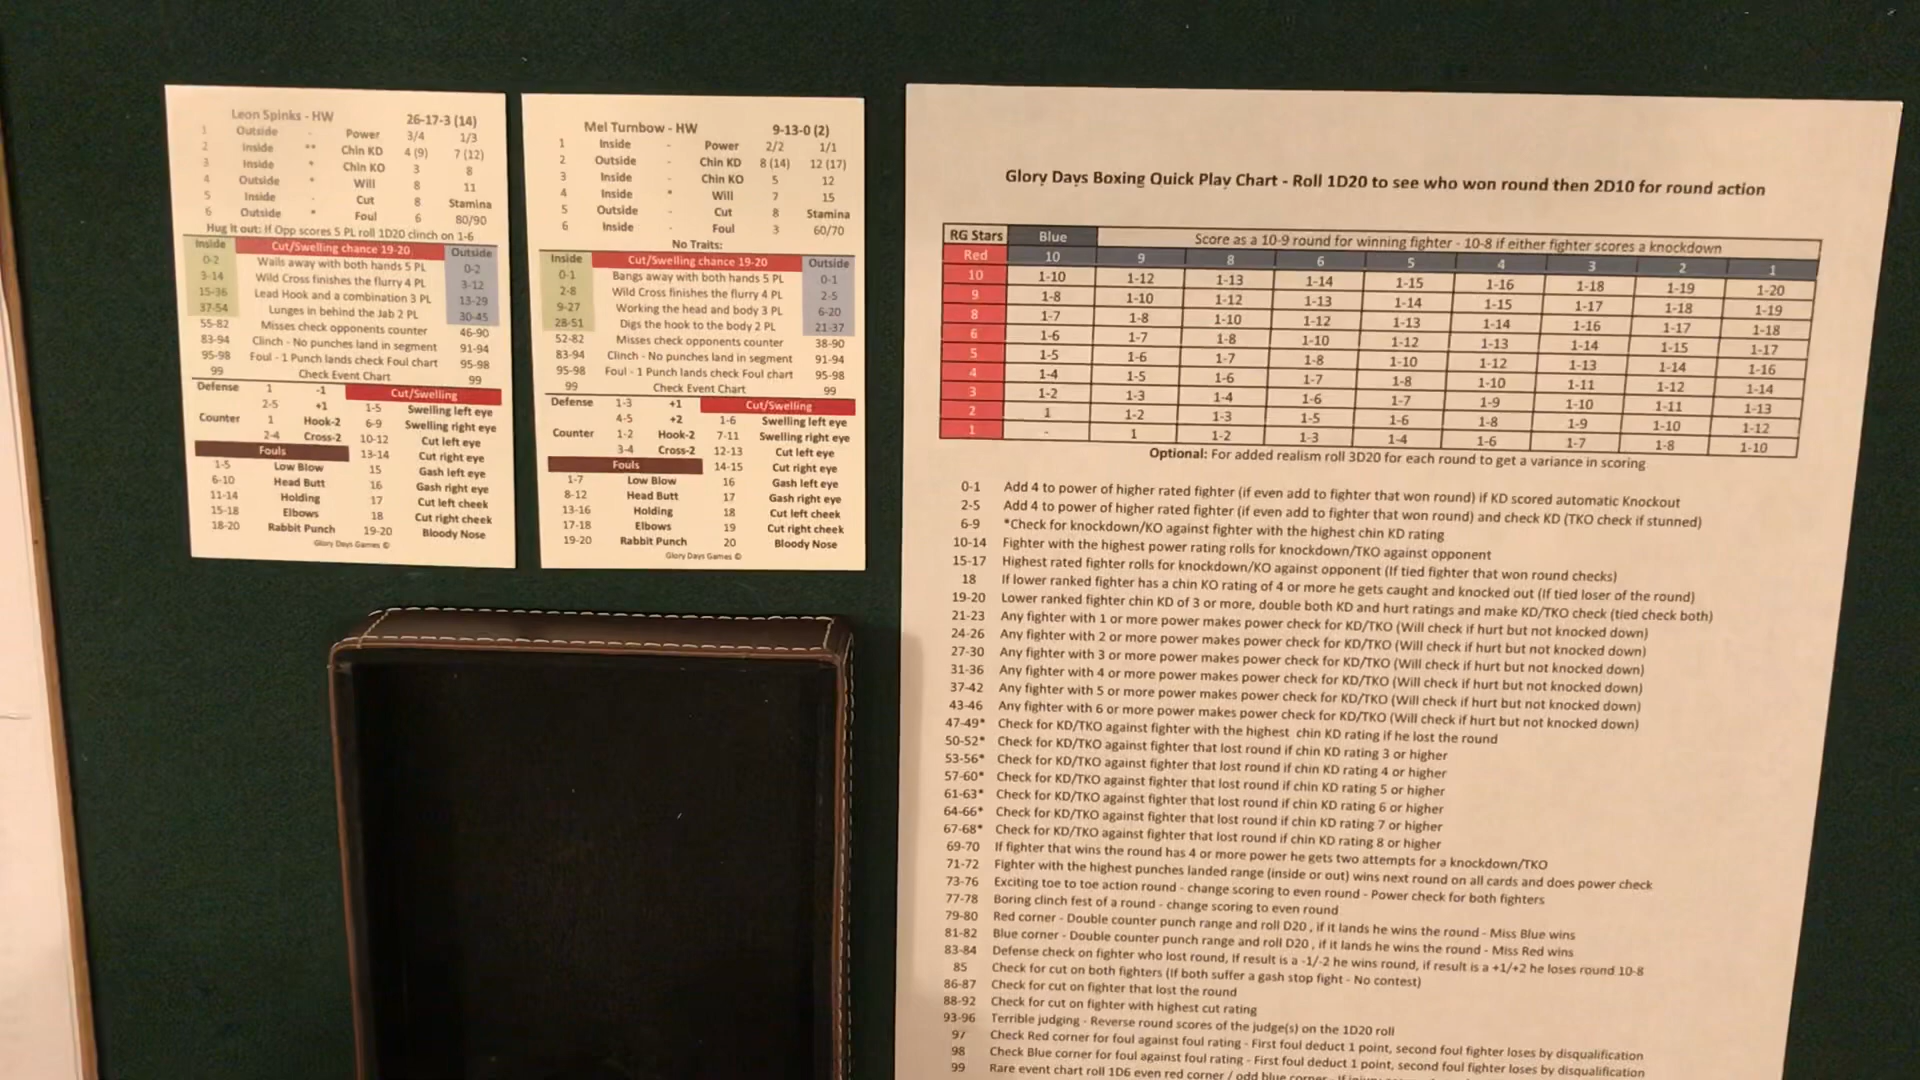 Leon Spinks - HW 26-17-3 (14)
1 Outside - Power 3/4 1/3
2 Inside ** Chin KD 4 (9) 7 (12)
3 Inside * Chin KO 3 8
4 Outside * Will 8 11
5 Inside - Cut 8 Stamina
6 Outside * Foul 6 80/90
Hug It out: If Opp scores 5 PL roll 1D20 clinch on 1-6
Inside Cut/Swelling chance 19-20 Outside
0-2 Wails away with both hands 5 PL 0-2
3-14 Wild Cross finishes the flurry 4 PL 3-12
15-36 Lead Hook and a combination 3 PL 13-29
37-54 Lunges in behind the Jab 2 PL 30-45
55-82 Misses check opponents counter 46-90
83-94 Clinch - No punches land in segment 91-94
95-98 Foul - 1 Punch lands check Foul chart 95-98
99 Check Event Chart 99
Defense 1 -1 Cut/Swelling
2-5 +1 1-5 Swelling left eye
Counter 1 Hook-2 6-9 Swelling right eye
2-4 Cross-2 10-12 Cut left eye
Fouls 13-14 Cut right eye
1-5 Low Blow 15 Gash left eye
6-10 Head Butt 16 Gash right eye
11-14 Holding 17 Cut left cheek
15-18 Elbows 18 Cut right cheek
18-20 Rabbit Punch 19-20 Bloody Nose
Glory Days Games ©
Mel Turnbow - HW 9-13-0 (2)
1 Inside - Power 2/2 1/1
2 Outside - Chin KD 8 (14) 12 (17)
3 Inside - Chin KO 5 12
4 Inside * Will 7 15
5 Outside - Cut 8 Stamina
6 Inside - Foul 3 60/70
No Traits:
Inside Cut/Swelling chance 19-20 Outside
0-1 Bangs away with both hands 5 PL 0-1
2-8 Wild Cross finishes the flurry 4 PL 2-5
9-27 Working the head and body 3 PL 6-20
28-51 Digs the hook to the body 2 PL 21-37
52-82 Misses check opponents counter 38-90
83-94 Clinch - No punches land in segment 91-94
95-98 Foul - 1 Punch lands check Foul chart 95-98
99 Check Event Chart 99
Defense 1-3 +1 Cut/Swelling
4-5 +2 1-6 Swelling left eye
Counter 1-2 Hook-2 7-11 Swelling right eye
3-4 Cross-2 12-13 Cut left eye
Fouls 14-15 Cut right eye
1-7 Low Blow 16 Gash left eye
8-12 Head Butt 17 Gash right eye
13-16 Holding 18 Cut left cheek
17-18 Elbows 19 Cut right cheek
19-20 Rabbit Punch 20 Bloody Nose
Glory Days Games ©
Glory Days Boxing Quick Play Chart - Roll 1D20 to see who won round then 2D10 for round action
RG Stars Blue Score as a 10-9 round for winning fighter - 10-8 if either fighter scores a knockdown
Red 10 9 8 6 5 4 3 2 1
10 1-10 1-12 1-13 1-14 1-15 1-16 1-18 1-19 1-20
9 1-8 1-10 1-12 1-13 1-14 1-15 1-17 1-18 1-19
8 1-7 1-8 1-10 1-12 1-13 1-14 1-16 1-17 1-18
6 1-6 1-7 1-8 1-10 1-12 1-13 1-14 1-15 1-17
5 1-5 1-6 1-7 1-8 1-10 1-12 1-13 1-14 1-16
4 1-4 1-5 1-6 1-7 1-8 1-10 1-11 1-12 1-14
3 1-2 1-3 1-4 1-6 1-7 1-9 1-10 1-11 1-13
2 1 1-2 1-3 1-5 1-6 1-8 1-9 1-10 1-12
1 - 1 1-2 1-3 1-4 1-6 1-7 1-8 1-10
Optional: For added realism roll 3D20 for each round to get a variance in scoring
0-1 Add 4 to power of higher rated fighter (if even add to fighter that won round) if KD scored automatic Knockout
2-5 Add 4 to power of higher rated fighter (if even add to fighter that won round) and check KD (TKO check if stunned)
6-9 *Check for knockdown/KO against fighter with the highest chin KD rating
10-14 Fighter with the highest power rating rolls for knockdown/TKO against opponent
15-17 Highest rated fighter rolls for knockdown/KO against opponent (If tied fighter that won round checks)
18 If lower ranked fighter has a chin KO rating of 4 or more he gets caught and knocked out (If tied loser of the round)
19-20 Lower ranked fighter chin KD of 3 or more, double both KD and hurt ratings and make KD/TKO check (tied check both)
21-23 Any fighter with 1 or more power makes power check for KD/TKO (Will check if hurt but not knocked down)
24-26 Any fighter with 2 or more power makes power check for KD/TKO (Will check if hurt but not knocked down)
27-30 Any fighter with 3 or more power makes power check for KD/TKO (Will check if hurt but not knocked down)
31-36 Any fighter with 4 or more power makes power check for KD/TKO (Will check if hurt but not knocked down)
37-42 Any fighter with 5 or more power makes power check for KD/TKO (Will check if hurt but not knocked down)
43-46 Any fighter with 6 or more power makes power check for KD/TKO (Will check if hurt but not knocked down)
47-49* Check for KD/TKO against fighter with the highest chin KD rating if he lost the round
50-52* Check for KD/TKO against fighter that lost round if chin KD rating 3 or higher
53-56* Check for KD/TKO against fighter that lost round if chin KD rating 4 or higher
57-60* Check for KD/TKO against fighter that lost round if chin KD rating 5 or higher
61-63* Check for KD/TKO against fighter that lost round if chin KD rating 6 or higher
64-66* Check for KD/TKO against fighter that lost round if chin KD rating 7 or higher
67-68* Check for KD/TKO against fighter that lost round if chin KD rating 8 or higher
69-70 If fighter that wins the round has 4 or more power he gets two attempts for a knockdown/TKO
71-72 Fighter with the highest punches landed range (inside or out) wins next round on all cards and does power check
73-76 Exciting toe to toe action round - change scoring to even round - Power check for both fighters
77-78 Boring clinch fest of a round - change scoring to even round
79-80 Red corner - Double counter punch range and roll D20 , if it lands he wins the round - Miss Blue wins
81-82 Blue corner - Double counter punch range and roll D20 , if it lands he wins the round - Miss Red wins
83-84 Defense check on fighter who lost round, If result is a -1/-2 he wins round, if result is a +1/+2 he loses round 10-8
85 Check for cut on both fighters (If both suffer a gash stop fight - No contest)
86-87 Check for cut on fighter that lost the round
88-92 Check for cut on fighter with highest cut rating
93-96 Terrible judging - Reverse round scores of the judge(s) on the 1D20 roll
97 Check Red corner for foul against foul rating - First foul deduct 1 point, second foul fighter loses by disqualification
98 Check Blue corner for foul against foul rating - First foul deduct 1 point, second foul fighter loses by disqualification
99 Rare event chart roll 1D6 even red corner / odd blue corner - If